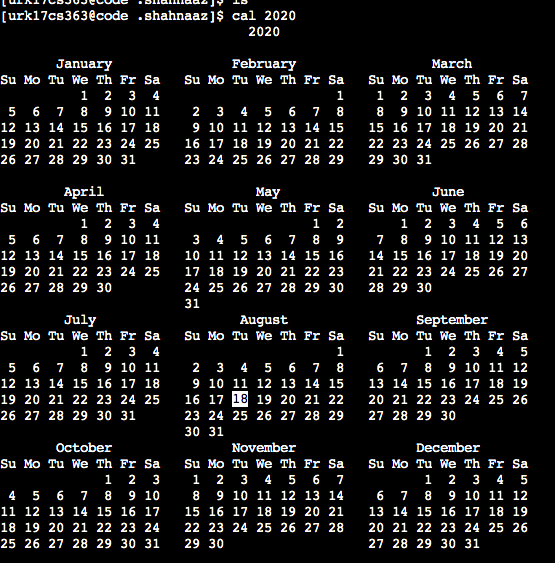 [urk17cs363@code .shahnaaz]$ ls
[urk17cs363@code .shahnaaz]$ cal 2020
                               2020

       January                February                 March
Su Mo Tu We Th Fr Sa   Su Mo Tu We Th Fr Sa   Su Mo Tu We Th Fr Sa
          1  2  3  4                      1    1  2  3  4  5  6  7
 5  6  7  8  9 10 11    2  3  4  5  6  7  8    8  9 10 11 12 13 14
12 13 14 15 16 17 18    9 10 11 12 13 14 15   15 16 17 18 19 20 21
19 20 21 22 23 24 25   16 17 18 19 20 21 22   22 23 24 25 26 27 28
26 27 28 29 30 31      23 24 25 26 27 28 29   29 30 31

        April                   May                    June
Su Mo Tu We Th Fr Sa   Su Mo Tu We Th Fr Sa   Su Mo Tu We Th Fr Sa
          1  2  3  4                   1  2       1  2  3  4  5  6
 5  6  7  8  9 10 11    3  4  5  6  7  8  9    7  8  9 10 11 12 13
12 13 14 15 16 17 18   10 11 12 13 14 15 16   14 15 16 17 18 19 20
19 20 21 22 23 24 25   17 18 19 20 21 22 23   21 22 23 24 25 26 27
26 27 28 29 30         24 25 26 27 28 29 30   28 29 30
                       31
        July                  August                September
Su Mo Tu We Th Fr Sa   Su Mo Tu We Th Fr Sa   Su Mo Tu We Th Fr Sa
          1  2  3  4                      1          1  2  3  4  5
 5  6  7  8  9 10 11    2  3  4  5  6  7  8    6  7  8  9 10 11 12
12 13 14 15 16 17 18    9 10 11 12 13 14 15   13 14 15 16 17 18 19
19 20 21 22 23 24 25   16 17 18 19 20 21 22   20 21 22 23 24 25 26
26 27 28 29 30 31      23 24 25 26 27 28 29   27 28 29 30
                       30 31
       October                November               December
Su Mo Tu We Th Fr Sa   Su Mo Tu We Th Fr Sa   Su Mo Tu We Th Fr Sa
             1  2  3    1  2  3  4  5  6  7          1  2  3  4  5
 4  5  6  7  8  9 10    8  9 10 11 12 13 14    6  7  8  9 10 11 12
11 12 13 14 15 16 17   15 16 17 18 19 20 21   13 14 15 16 17 18 19
18 19 20 21 22 23 24   22 23 24 25 26 27 28   20 21 22 23 24 25 26
25 26 27 28 29 30 31   29 30                  27 28 29 30 31